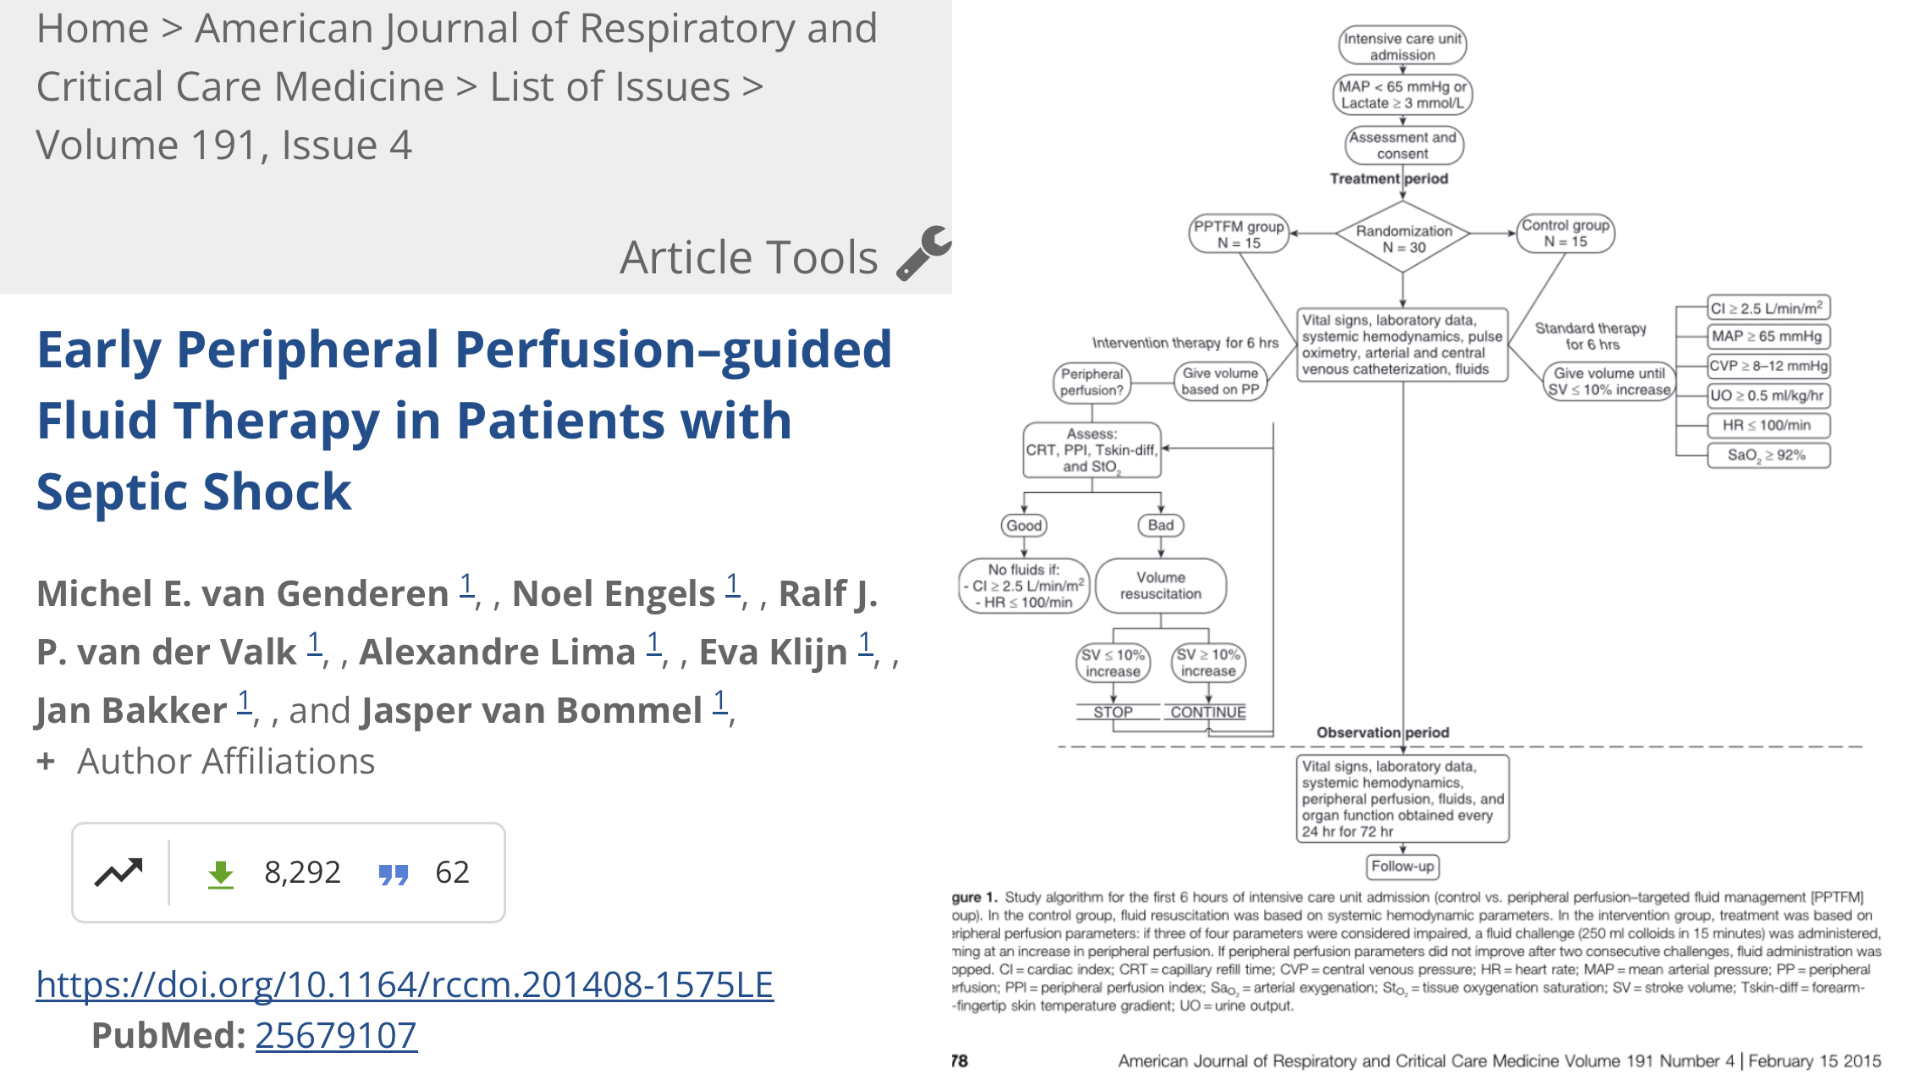 Home > American Journal of Respiratory and
Critical Care Medicine > List of Issues >
Volume 191, Issue 4
Article Tools
Early Peripheral Perfusion–guided
Fluid Therapy in Patients with
Septic Shock
Michel E. van Genderen 1, , Noel Engels 1, , Ralf J.
P. van der Valk 1, , Alexandre Lima 1, , Eva Klijn 1, ,
Jan Bakker 1, , and Jasper van Bommel 1,
+ Author Affiliations
8,292 62
https://doi.org/10.1164/rccm.201408-1575LE
PubMed: 25679107
Intensive care unit
admission
MAP < 65 mmHg or
Lactate ≥ 3 mmol/L
Assessment and
consent
Treatment period
PPTFM group
N = 15
Randomization
N = 30
Control group
N = 15
Intervention therapy for 6 hrs
Vital signs, laboratory data,
systemic hemodynamics, pulse
oximetry, arterial and central
venous catheterization, fluids
Standard therapy
for 6 hrs
Peripheral
perfusion?
Give volume
based on PP
Give volume until
SV ≤ 10% increase
CI ≥ 2.5 L/min/m²
MAP ≥ 65 mmHg
CVP ≥ 8–12 mmHg
UO ≥ 0.5 ml/kg/hr
HR ≤ 100/min
SaO₂ ≥ 92%
Assess:
CRT, PPI, Tskin-diff,
and StO₂
Good
Bad
No fluids if:
- CI ≥ 2.5 L/min/m²
- HR ≤ 100/min
Volume
resuscitation
SV ≤ 10%
increase
SV ≥ 10%
increase
STOP
CONTINUE
Observation period
Vital signs, laboratory data,
systemic hemodynamics,
peripheral perfusion, fluids, and
organ function obtained every
24 hr for 72 hr
Follow-up
gure 1. Study algorithm for the first 6 hours of intensive care unit admission (control vs. peripheral perfusion–targeted fluid management [PPTFM]
oup). In the control group, fluid resuscitation was based on systemic hemodynamic parameters. In the intervention group, treatment was based on
eripheral perfusion parameters: if three of four parameters were considered impaired, a fluid challenge (250 ml colloids in 15 minutes) was administered,
ming at an increase in peripheral perfusion. If peripheral perfusion parameters did not improve after two consecutive challenges, fluid administration was
opped. CI = cardiac index; CRT = capillary refill time; CVP = central venous pressure; HR = heart rate; MAP = mean arterial pressure; PP = peripheral
erfusion; PPI = peripheral perfusion index; SaO₂ = arterial exygenation; StO₂ = tissue oxygenation saturation; SV = stroke volume; Tskin-diff = forearm-
-fingertip skin temperature gradient; UO = urine output.
78
American Journal of Respiratory and Critical Care Medicine Volume 191 Number 4 | February 15 2015